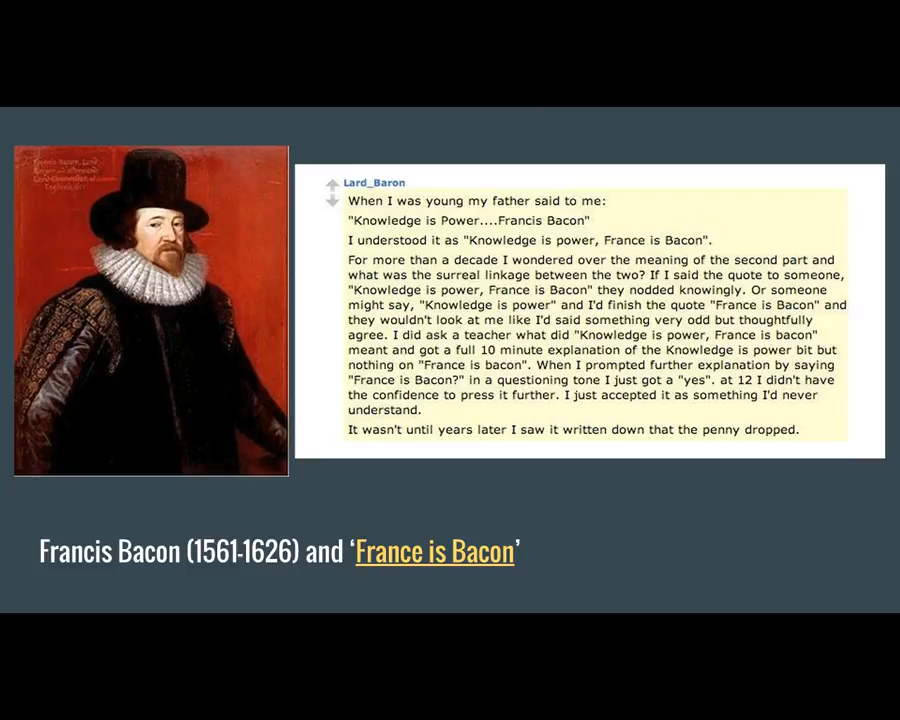 Francis Bacon, Lord
England
Lard_Baron
When I was young my father said to me:
"Knowledge is Power....Francis Bacon"
I understood it as "Knowledge is power, France is Bacon".
For more than a decade I wondered over the meaning of the second part and
what was the surreal linkage between the two? If I said the quote to someone,
"Knowledge is power, France is Bacon" they nodded knowingly. Or someone
might say, "Knowledge is power" and I'd finish the quote "France is Bacon" and
they wouldn't look at me like I'd said something very odd but thoughtfully
agree. I did ask a teacher what did "Knowledge is power, France is bacon"
meant and got a full 10 minute explanation of the Knowledge is power bit but
nothing on "France is bacon". When I prompted further explanation by saying
"France is Bacon?" in a questioning tone I just got a "yes". at 12 I didn't have
the confidence to press it further. I just accepted it as something I'd never
understand.
It wasn't until years later I saw it written down that the penny dropped.
Francis Bacon (1561-1626) and ‘France is Bacon’